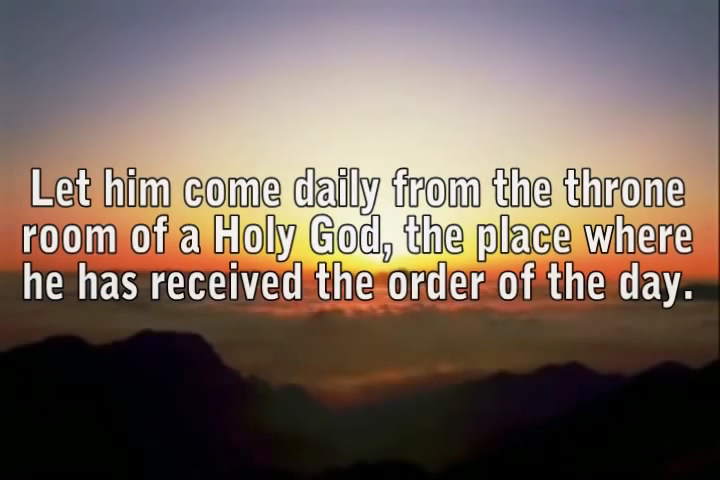 Let him come daily from the throne
room of a Holy God, the place where
he has received the order of the day.